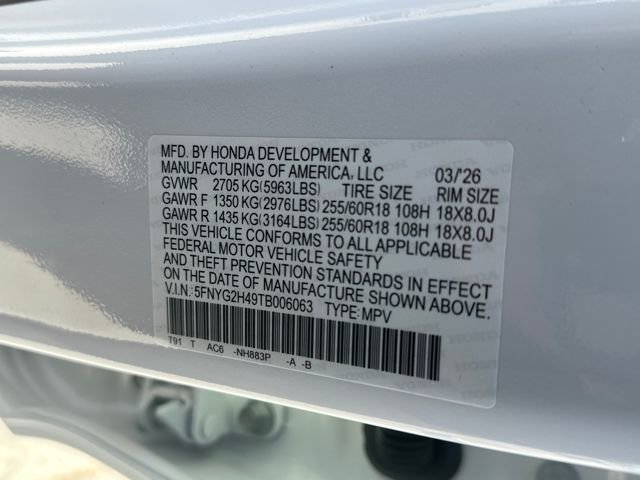 MFD. BY HONDA DEVELOPMENT &
MANUFACTURING OF AMERICA, LLC 03/'26
GVWR 2705 KG(5963LBS) TIRE SIZE RIM SIZE
GAWR F 1350 KG(2976LBS) 255/60R18 108H 18X8.0J
GAWR R 1435 KG(3164LBS) 255/60R18 108H 18X8.0J
THIS VEHICLE CONFORMS TO ALL APPLICABLE
FEDERAL MOTOR VEHICLE SAFETY
AND THEFT PREVENTION STANDARDS IN EFFECT
ON THE DATE OF MANUFACTURE SHOWN ABOVE.
V.I.N.: 5FNYG2H49TB006063 TYPE: MPV
T91 T AC6 -NH883P -A -B